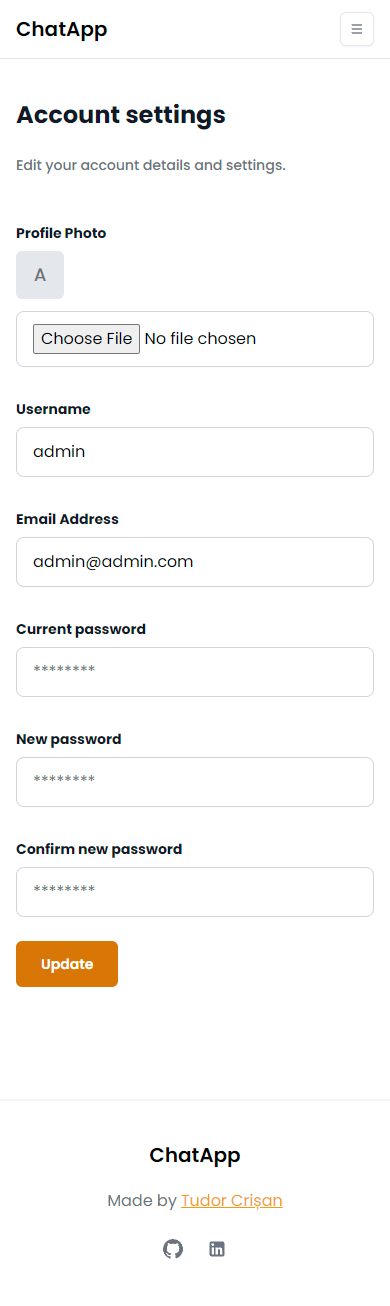 ChatApp
Account settings
Edit your account details and settings.
Profile Photo
A
Choose File No file chosen
Username
admin
Email Address
admin@admin.com
Current password
********
New password
********
Confirm new password
********
Update
ChatApp
Made by Tudor Crișan
in